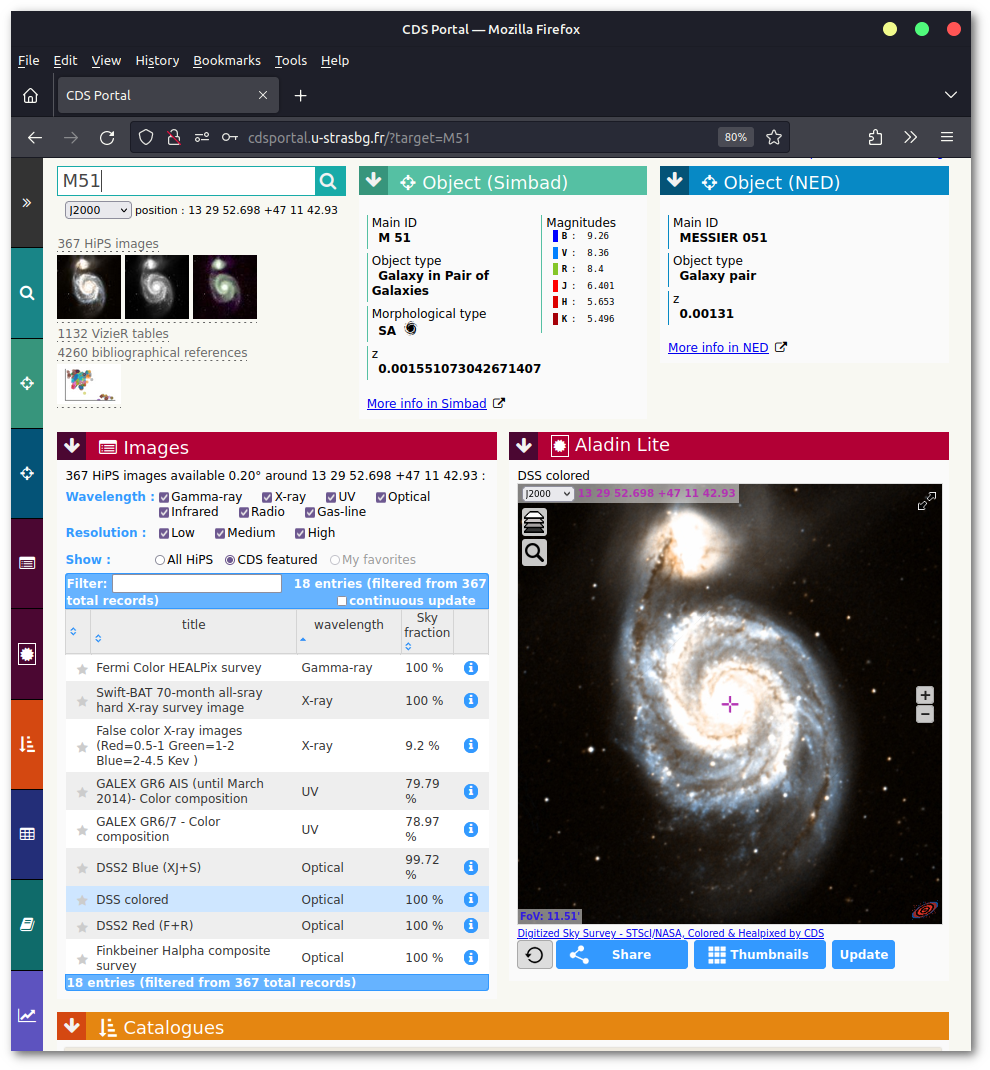 CDS Portal — Mozilla Firefox
File Edit View History Bookmarks Tools Help
CDS Portal
cdsportal.u-strasbg.fr/?target=M51
80%
M51
J2000 position : 13 29 52.698 +47 11 42.93
367 HiPS images
1132 VizieR tables
4260 bibliographical references
Object (Simbad)
Main ID
M 51
Object type
Galaxy in Pair of
Galaxies
Morphological type
SA
z
0.001551073042671407
More info in Simbad
Magnitudes
B : 9.26
V : 8.36
R : 8.4
J : 6.401
H : 5.653
K : 5.496
Object (NED)
Main ID
MESSIER 051
Object type
Galaxy pair
z
0.00131
More info in NED
Images
367 HiPS images available 0.20° around 13 29 52.698 +47 11 42.93 :
Wavelength : Gamma-ray X-ray UV Optical
Infrared Radio Gas-line
Resolution : Low Medium High
Show : All HiPS CDS featured My favorites
Filter: 18 entries (filtered from 367
total records) continuous update
title wavelength Sky
fraction
Fermi Color HEALPix survey Gamma-ray 100 %
Swift-BAT 70-month all-sray
hard X-ray survey image X-ray 100 %
False color X-ray images
(Red=0.5-1 Green=1-2 X-ray 9.2 %
Blue=2-4.5 Kev )
GALEX GR6 AIS (until March
2014)- Color composition UV 79.79
%
GALEX GR6/7 - Color
composition UV 78.97
%
DSS2 Blue (XJ+S) Optical 99.72
%
DSS colored Optical 100 %
DSS2 Red (F+R) Optical 100 %
Finkbeiner Halpha composite
survey Optical 100 %
18 entries (filtered from 367 total records)
Aladin Lite
DSS colored
J2000 13 29 52.698 +47 11 42.93
+
−
FoV: 11.51'
Digitized Sky Survey - STScI/NASA, Colored & Healpixed by CDS
Share Thumbnails Update
Catalogues